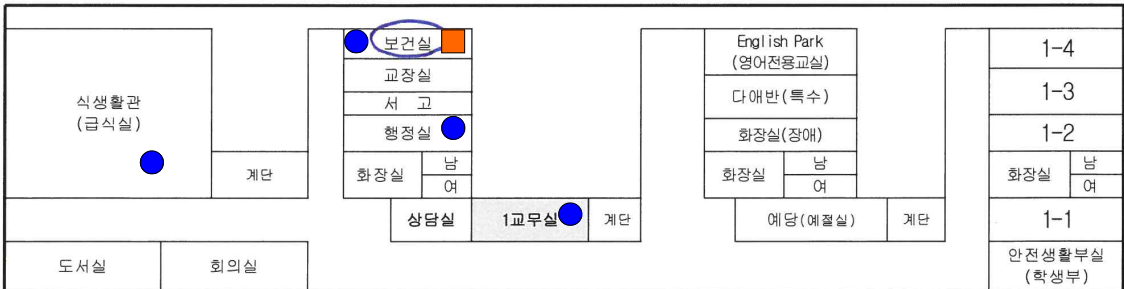 식생활관
(급식실)
계단
도서실
회의실
보건실
교장실
서 고
행정실
화장실
남
여
상담실
1교무실
계단
English Park
(영어전용교실)
다애반(특수)
화장실(장애)
화장실
남
여
예당(예절실)
계단
1-4
1-3
1-2
화장실
남
여
1-1
안전생활부실
(학생부)